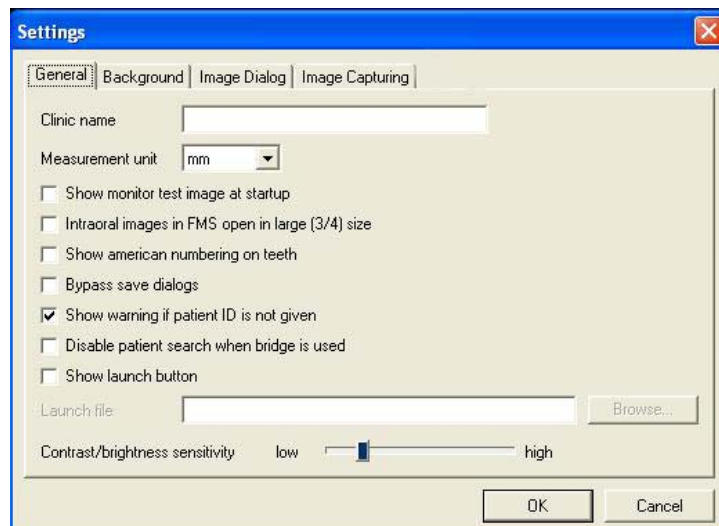 Settings
General Background Image Dialog Image Capturing
Clinic name
Measurement unit mm
Show monitor test image at startup
Intraoral images in FMS open in large (3/4) size
Show american numbering on teeth
Bypass save dialogs
Show warning if patient ID is not given
Disable patient search when bridge is used
Show launch button
Launch file Browse...
Contrast/brightness sensitivity low high
OK Cancel